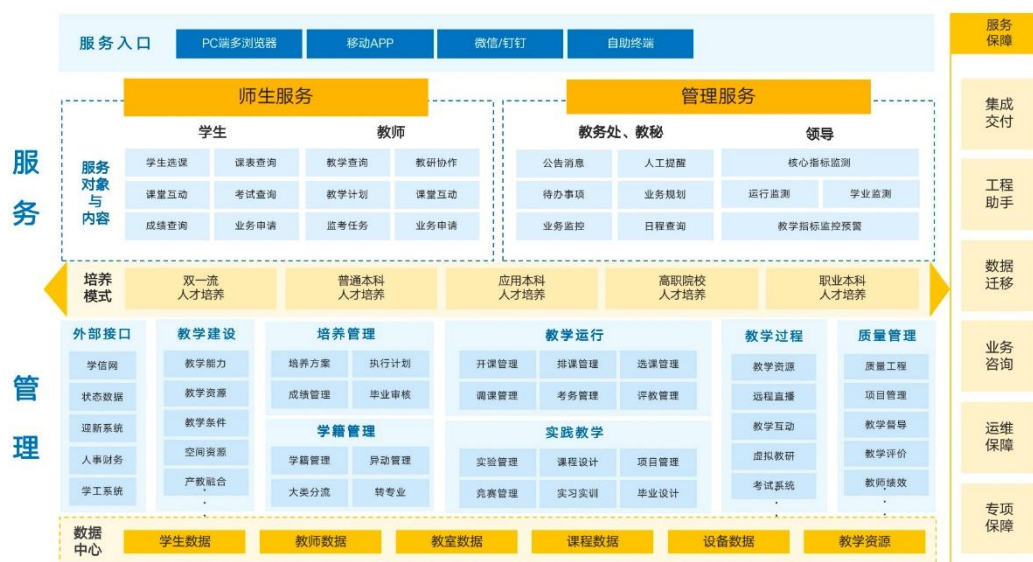 服务入口
PC端多浏览器
移动APP
微信/钉钉
自助终端
服务
师生服务
学生
教师
服务
对象
与
内容
学生选课
课表查询
教学查询
教研协作
课堂互动
考试查询
教学计划
课堂互动
成绩查询
业务申请
监考任务
业务申请
管理服务
教务处、教秘
领导
公告消息
人工提醒
核心指标监测
待办事项
业务规划
运行监测
学业监测
业务监控
日程查询
教学指标监控预警
培养
模式
双一流
人才培养
普通本科
人才培养
应用本科
人才培养
高职院校
人才培养
职业本科
人才培养
管理
外部接口
学信网
状态数据
迎新系统
人事财务
学工系统
教学建设
教学能力
教学资源
教学条件
空间资源
产教融合
培养管理
培养方案
执行计划
成绩管理
毕业审核
学籍管理
学籍管理
异动管理
大类分流
转专业
教学运行
开课管理
排课管理
选课管理
调课管理
考务管理
评教管理
实践教学
实验管理
课程设计
项目管理
竞赛管理
实习实训
毕业设计
教学过程
教学资源
远程直播
教学互动
虚拟教研
考试系统
质量管理
质量工程
项目管理
教学督导
教学评价
教师绩效
数据
中心
学生数据
教师数据
教室数据
课程数据
设备数据
教学资源
服务
保障
集成
交付
工程
助手
数据
迁移
业务
咨询
运维
保障
专项
保障